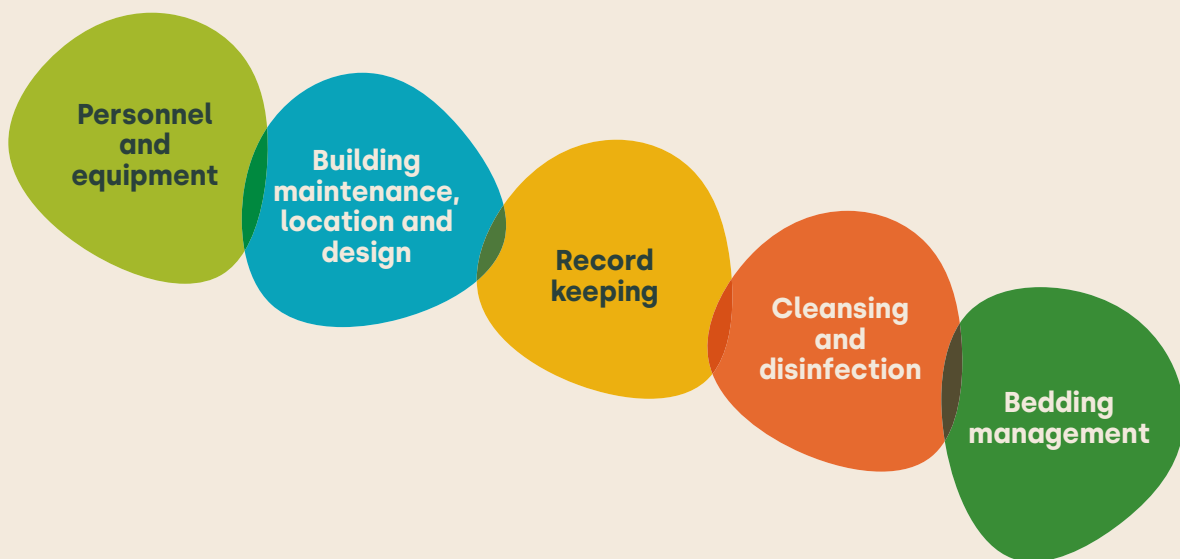 Personnel
and
equipment
Building
maintenance,
location and
design
Record
keeping
Cleansing
and
disinfection
Bedding
management